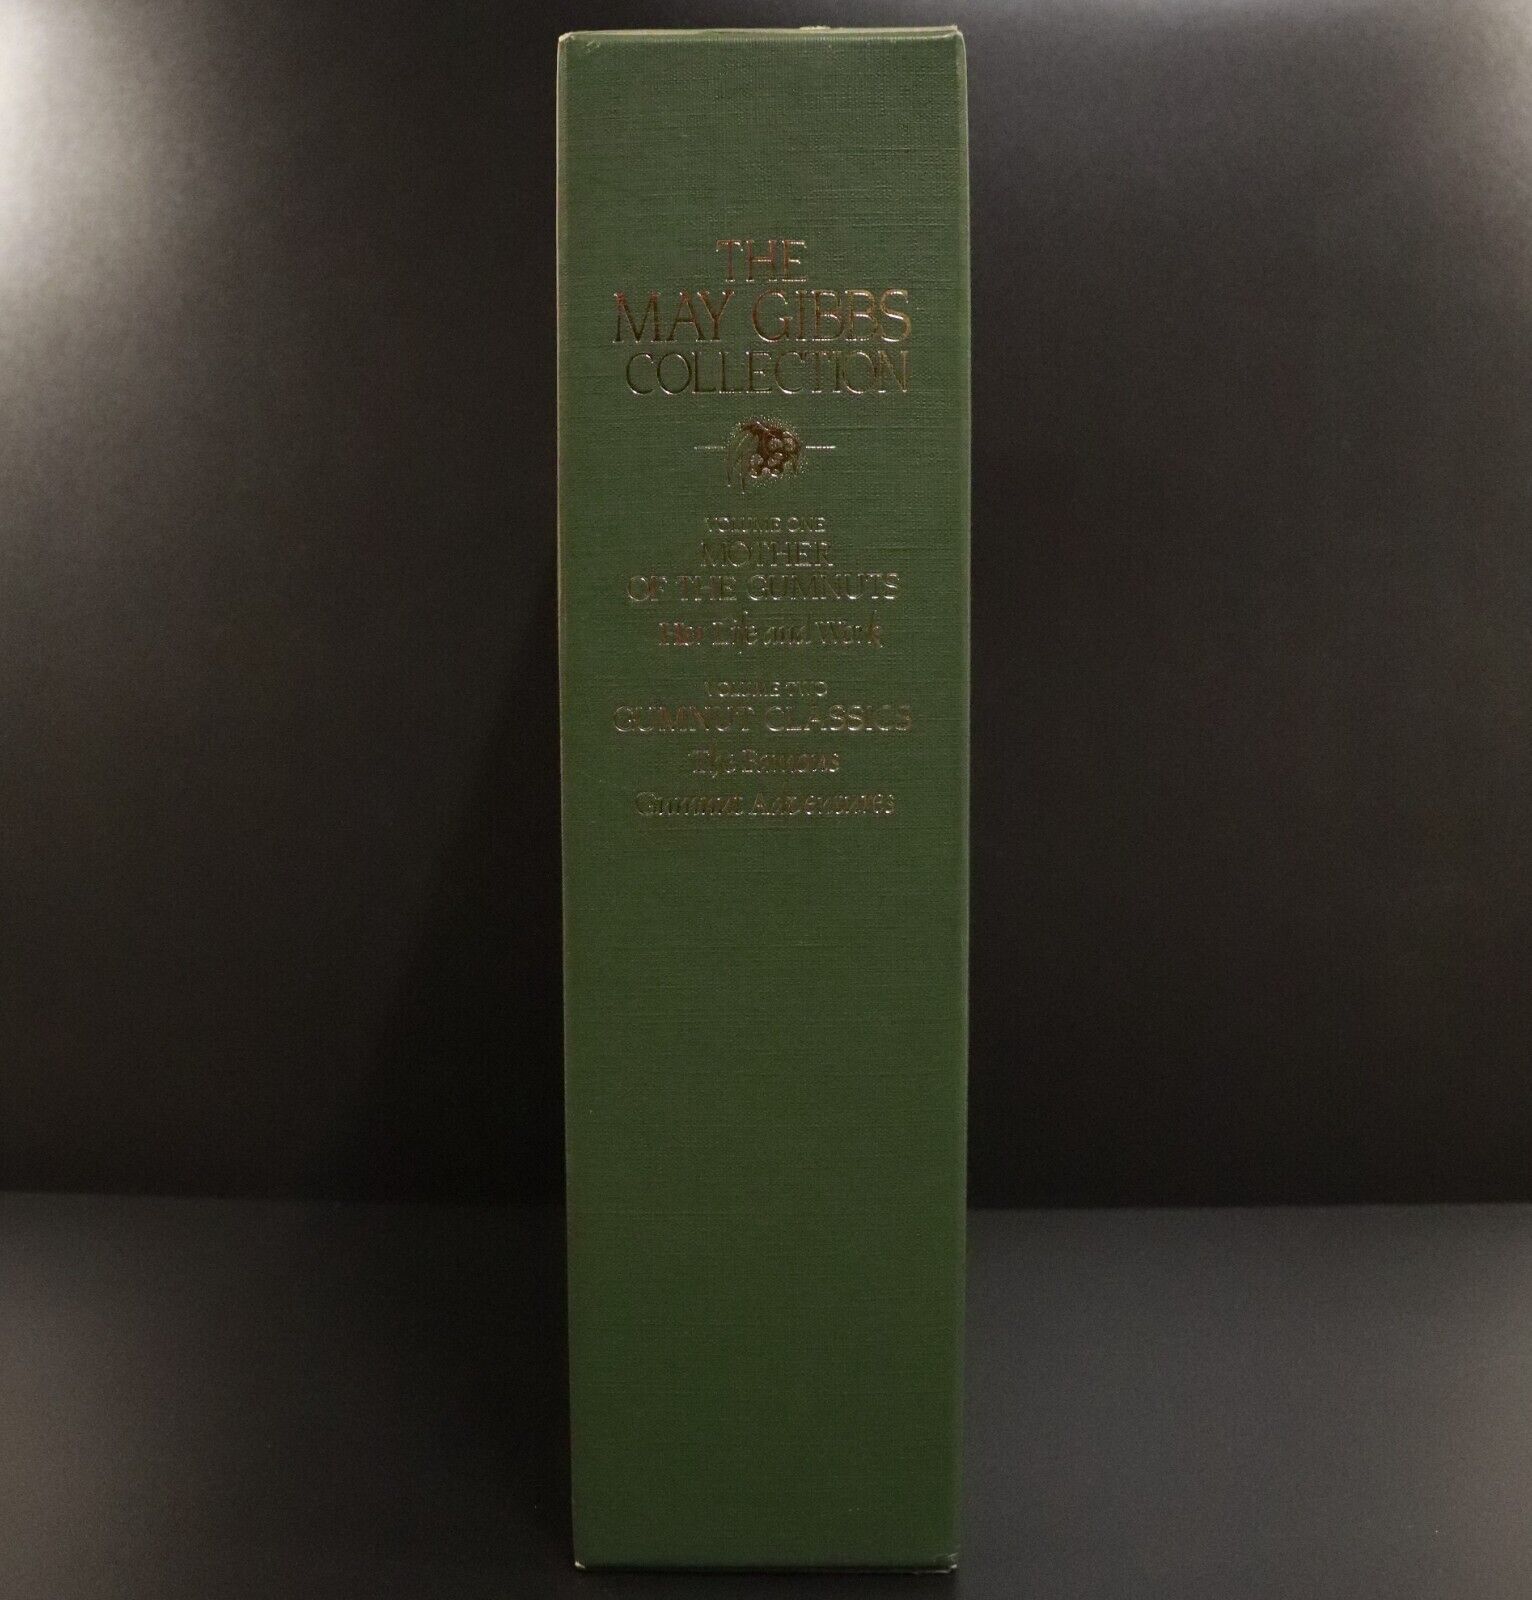 THE
MAY GIBBS
COLLECTION
VOLUME ONE
MOTHER
OF THE GUMNUTS
Her Life and Work
VOLUME TWO
GUMNUT CLASSICS
The Famous
Gumnut Adventures